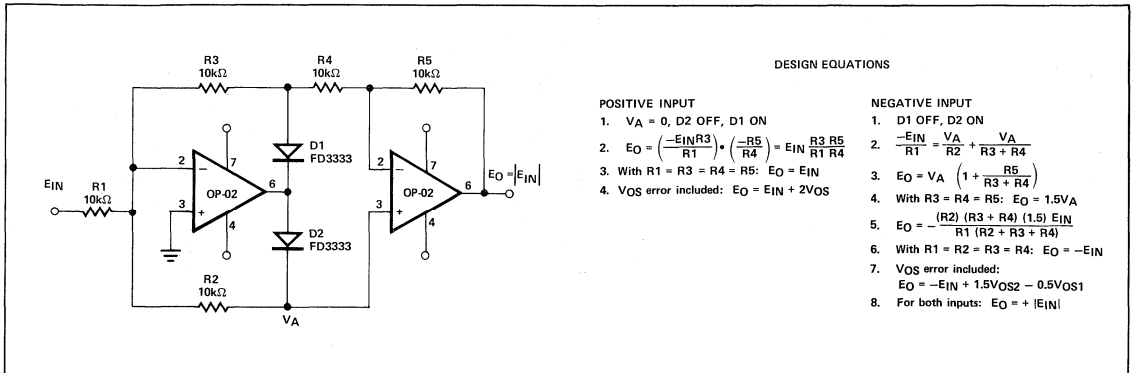 R3
10kΩ
R4
10kΩ
R5
10kΩ
D1
FD3333
7
2
−
OP-02
6
3
+
4
7
2
−
OP-02
6
3
+
4
EIN
R1
10kΩ
EO = |EIN|
D2
FD3333
R2
10kΩ
VA
DESIGN EQUATIONS
POSITIVE INPUT
1. VA = 0, D2 OFF, D1 ON
2. EO = (−EINR3 / R1) • (−R5 / R4) = EIN R3 R5 / R1 R4
3. With R1 = R3 = R4 = R5: EO = EIN
4. VOS error included: EO = EIN + 2VOS
NEGATIVE INPUT
1. D1 OFF, D2 ON
2. −EIN / R1 = VA / R2 + VA / R3 + R4
3. EO = VA (1 + R5 / R3 + R4)
4. With R3 = R4 = R5: EO = 1.5VA
5. EO = − (R2) (R3 + R4) (1.5) EIN / R1 (R2 + R3 + R4)
6. With R1 = R2 = R3 = R4: EO = −EIN
7. VOS error included:
EO = −EIN + 1.5VOS2 − 0.5VOS1
8. For both inputs: EO = + |EIN|